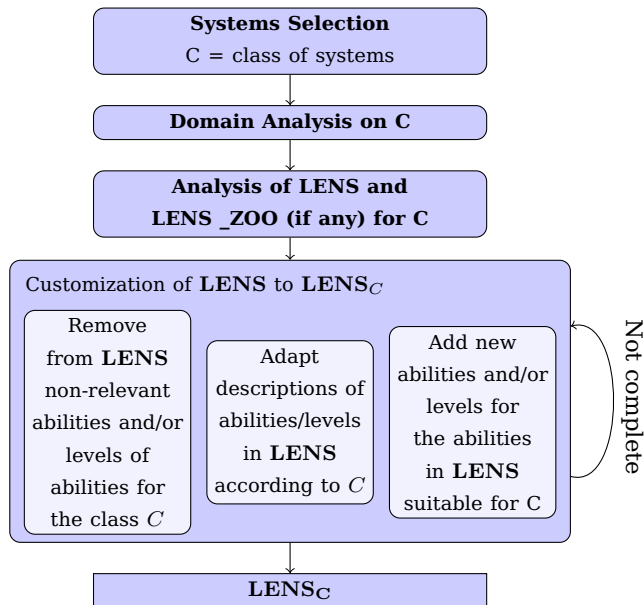 Systems Selection
C = class of systems
Domain Analysis on C
Analysis of LENS and
LENS _ZOO (if any) for C
Customization of LENS to LENS_C
Remove
from LENS
non-relevant
abilities and/or
levels of
abilities for
the class C
Adapt
descriptions of
abilities/levels
in LENS
according to C
Add new
abilities and/or
levels for
the abilities
in LENS
suitable for C
Not complete
LENS_C